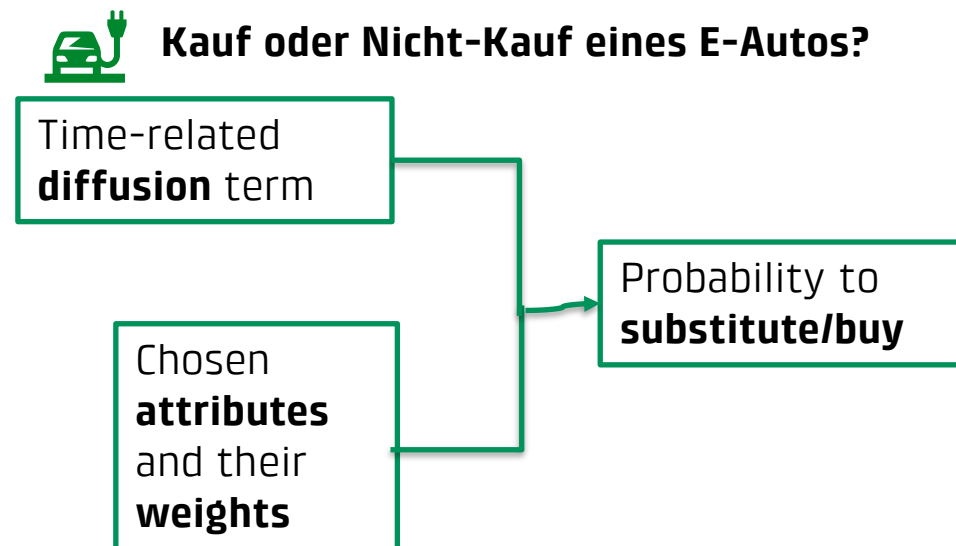 Kauf oder Nicht-Kauf eines E-Autos?
Time-related
diffusion term
Probability to
substitute/buy
Chosen
attributes
and their
weights